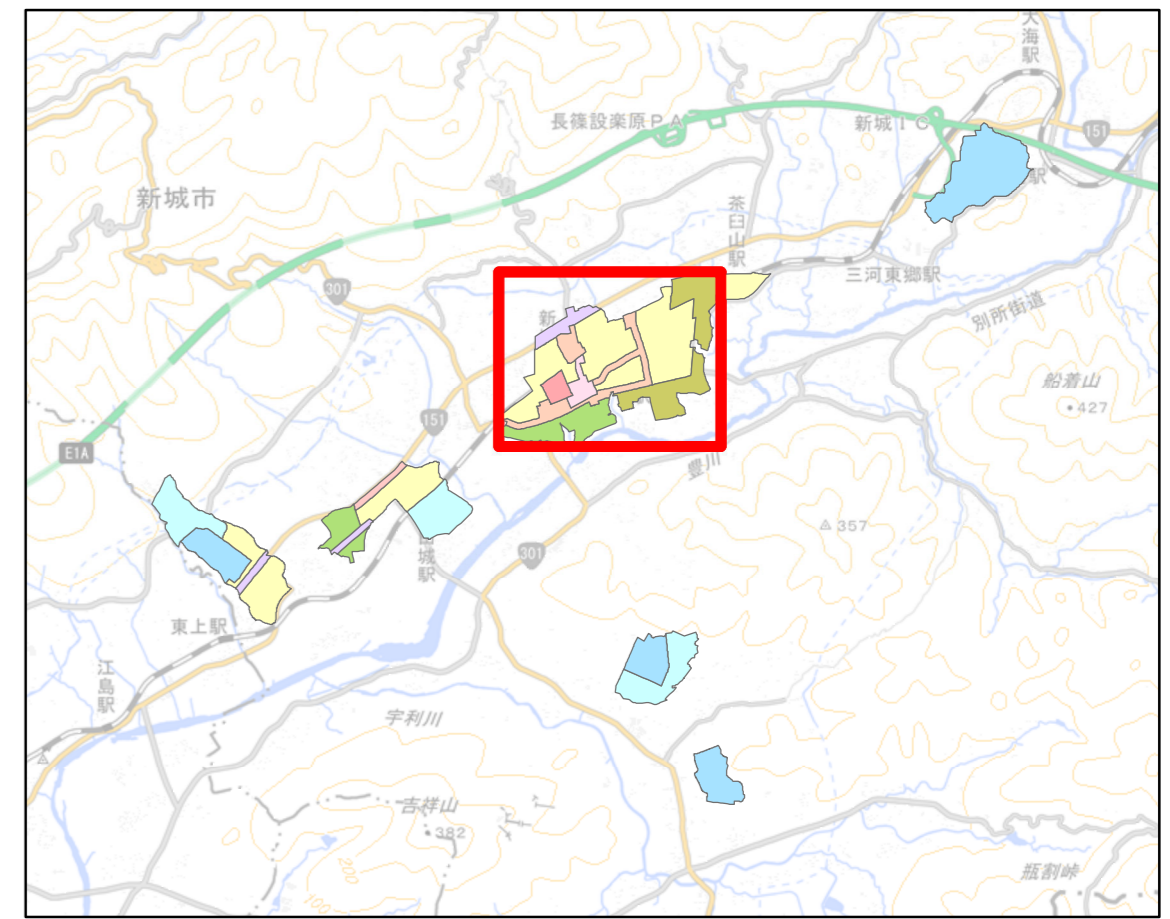 大海駅
長篠設楽原PA
新城IC
151
駅
新城市
茶臼山駅
三河東郷駅
301
別所街道
新
船着山
427
151
E1A
豊川
357
301
城駅
東上駅
江島駅
宇利川
吉祥山
382
200
100
瓶割峠